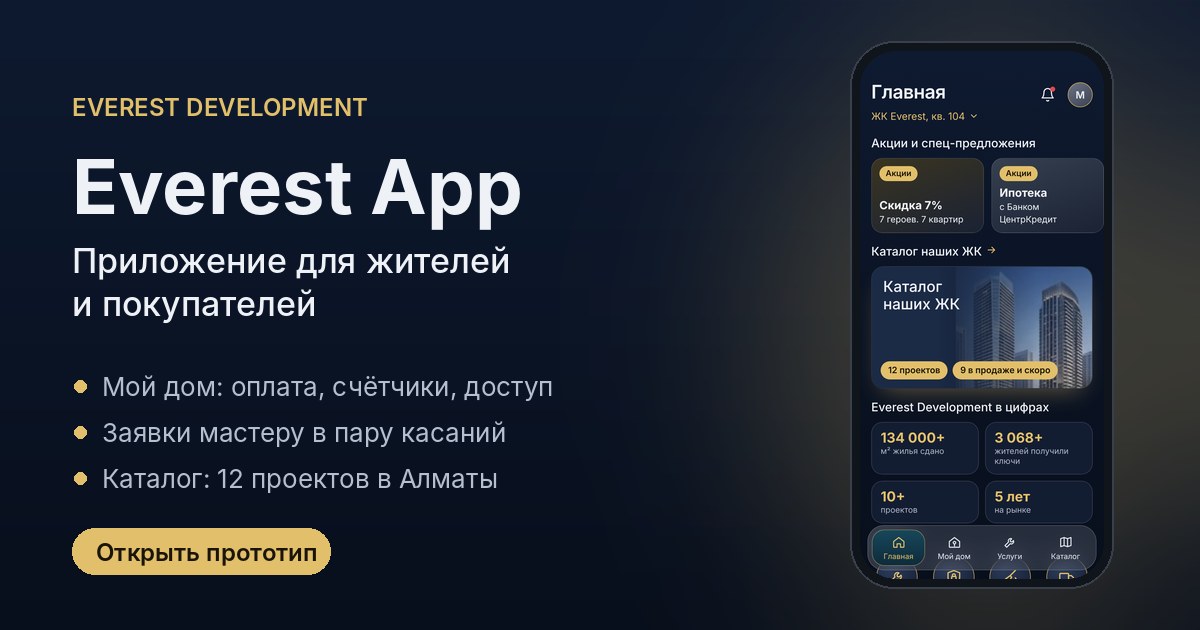 EVEREST DEVELOPMENT
Everest App
Приложение для жителей
и покупателей
Мой дом: оплата, счётчики, доступ
Заявки мастеру в пару касаний
Каталог: 12 проектов в Алматы
Открыть прототип
Главная
M
ЖК Everest, кв. 104
Акции и спец-предложения
Акции
Скидка 7%
7 героев. 7 квартир
Акции
Ипотека
с Банком
ЦентрКредит
Каталог наших ЖК →
Каталог
наших ЖК
12 проектов
9 в продаже и скоро
Everest Development в цифрах
134 000+
м² жилья сдано
3 068+
жителей получили
ключи
10+
проектов
5 лет
на рынке
Главная
Мой дом
Услуги
Каталог